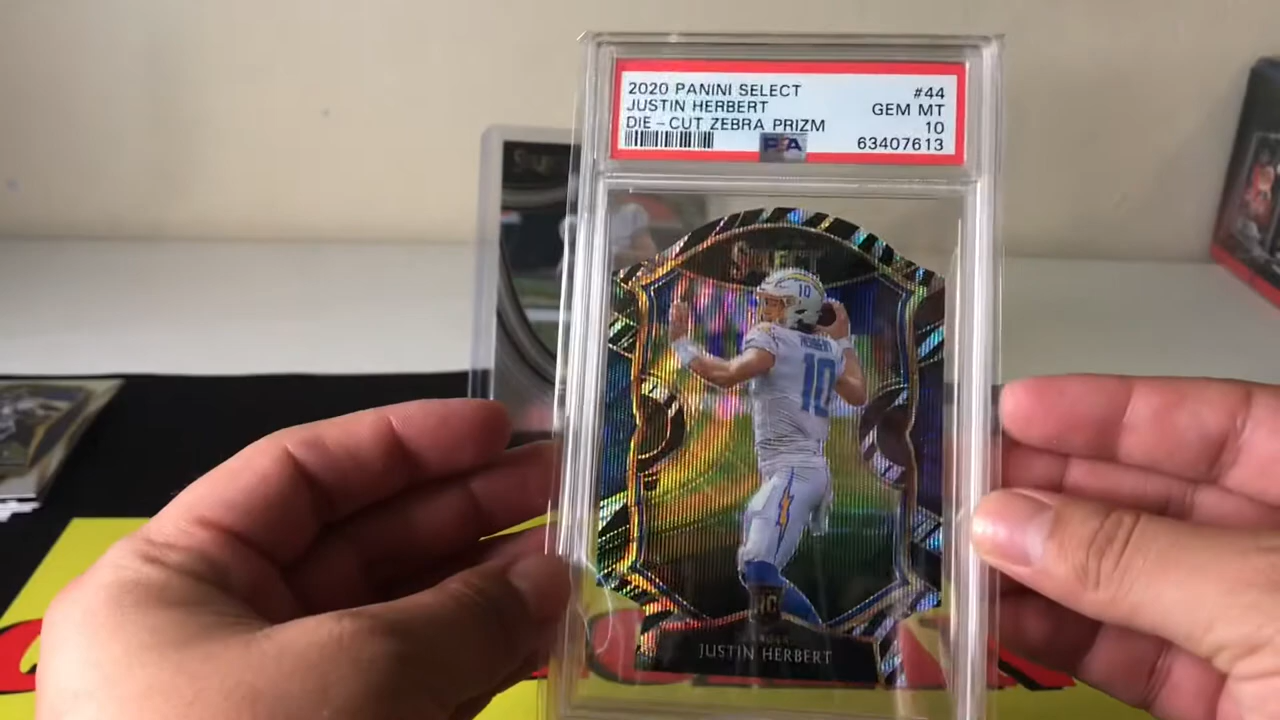 2020 PANINI SELECT #44
JUSTIN HERBERT GEM MT
DIE-CUT ZEBRA PRIZM 10
PSA 63407613
10
HERBERT
10
JUSTIN HERBERT